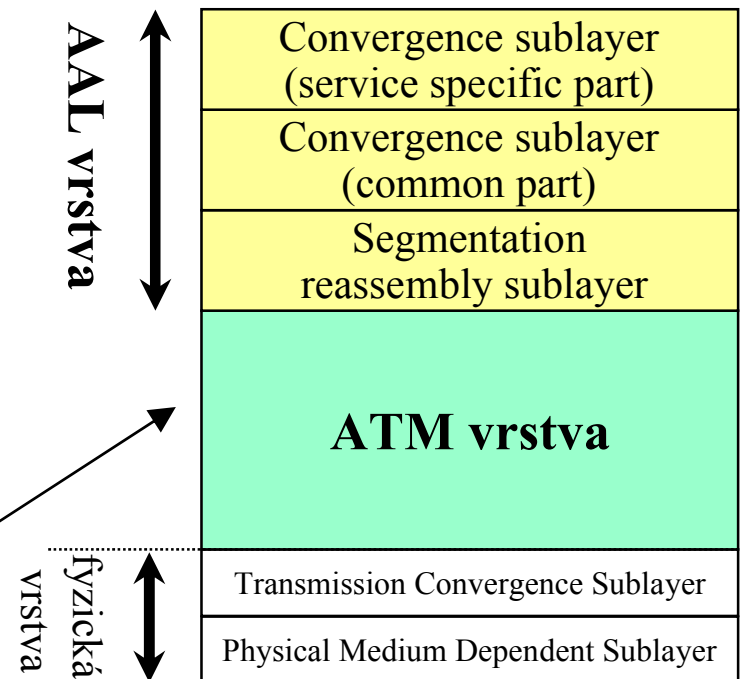 AAL vrstva
Convergence sublayer
(service specific part)
Convergence sublayer
(common part)
Segmentation
reassembly sublayer
ATM vrstva
fyzická
vrstva
Transmission Convergence Sublayer
Physical Medium Dependent Sublayer